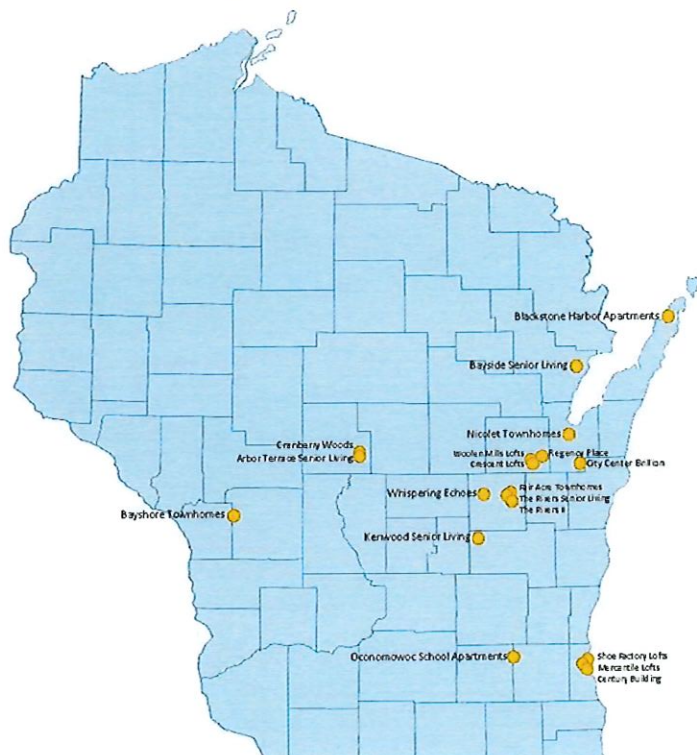 Blackstone Harbor Apartments
Bayside Senior Living
Nicolet Townhomes
Cranberry Woods
Arbor Terrace Senior Living
Woolen Mills Lofts
Regency Place
Crescent Lofts
City Center Brillion
Whispering Echoes
Fair Acre Townhomes
The Rivers Senior Living
The Rivers II
Bayshore Townhomes
Kenwood Senior Living
Oconomowoc School Apartments
Shoe Factory Lofts
Mercantile Lofts
Century Building